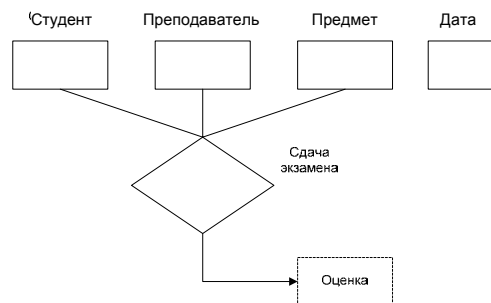 Студент Преподаватель Предмет Дата
Сдача
экзамена
Оценка